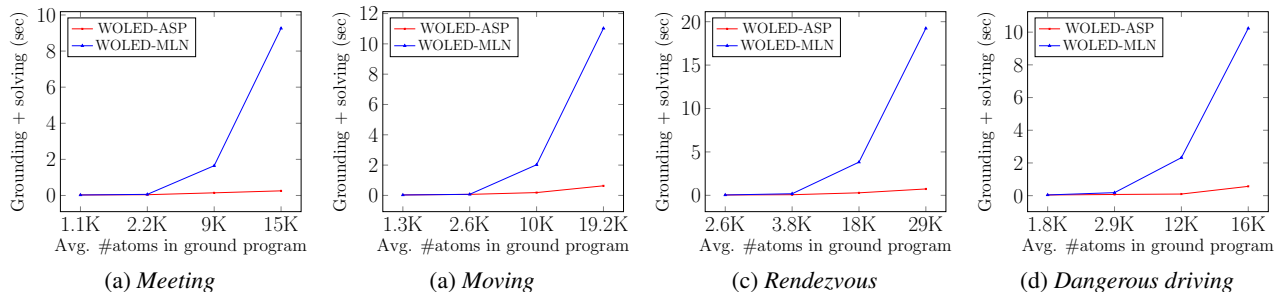 10
8
6
4
2
0
Grounding + solving (sec)
WOLED-ASP
WOLED-MLN
1.1K 2.2K 9K 15K
Avg. #atoms in ground program
(a) Meeting
12
10
8
6
4
2
0
Grounding + solving (sec)
WOLED-ASP
WOLED-MLN
1.3K 2.6K 10K 19.2K
Avg. #atoms in ground program
(a) Moving
20
15
10
5
0
Grounding + solving (sec)
WOLED-ASP
WOLED-MLN
2.6K 3.8K 18K 29K
Avg. #atoms in ground program
(c) Rendezvous
10
8
6
4
2
0
Grounding + solving (sec)
WOLED-ASP
WOLED-MLN
1.8K 2.9K 12K 16K
Avg. #atoms in ground program
(d) Dangerous driving